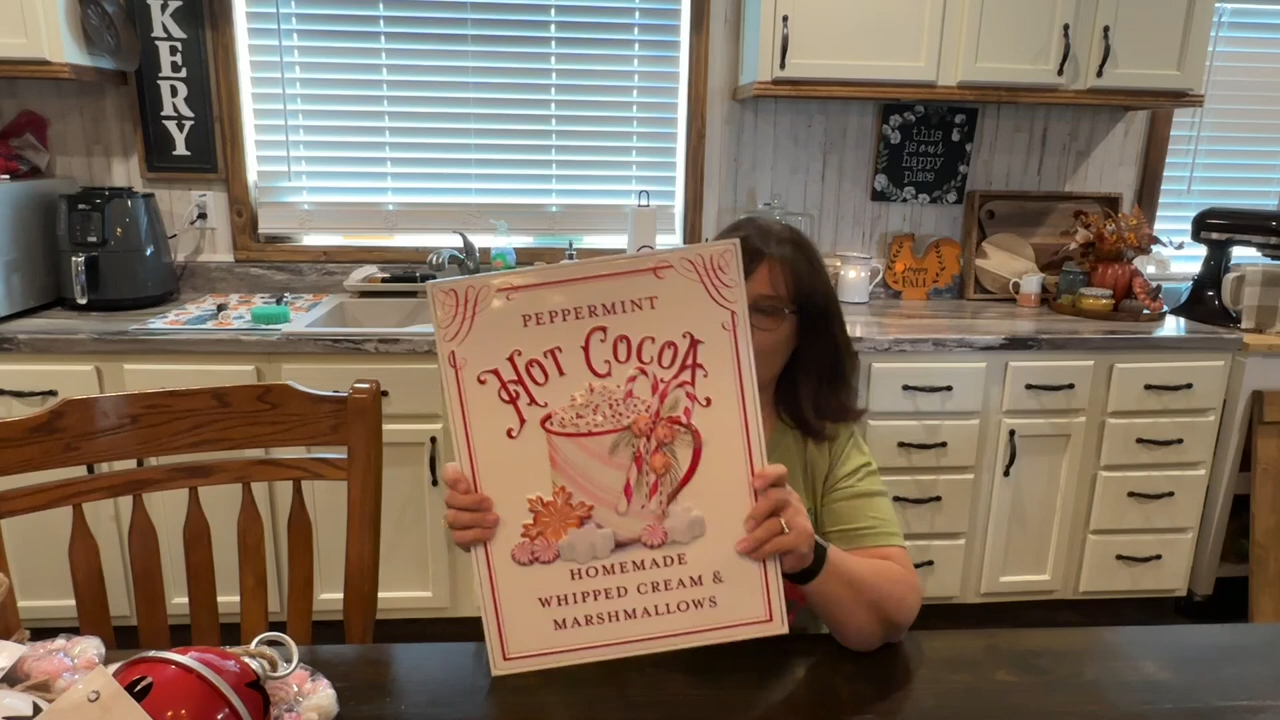 KERY
this
is our
happy
place
Happy
FALL
PEPPERMINT
HOT COCOA
HOMEMADE
WHIPPED CREAM &
MARSHMALLOWS